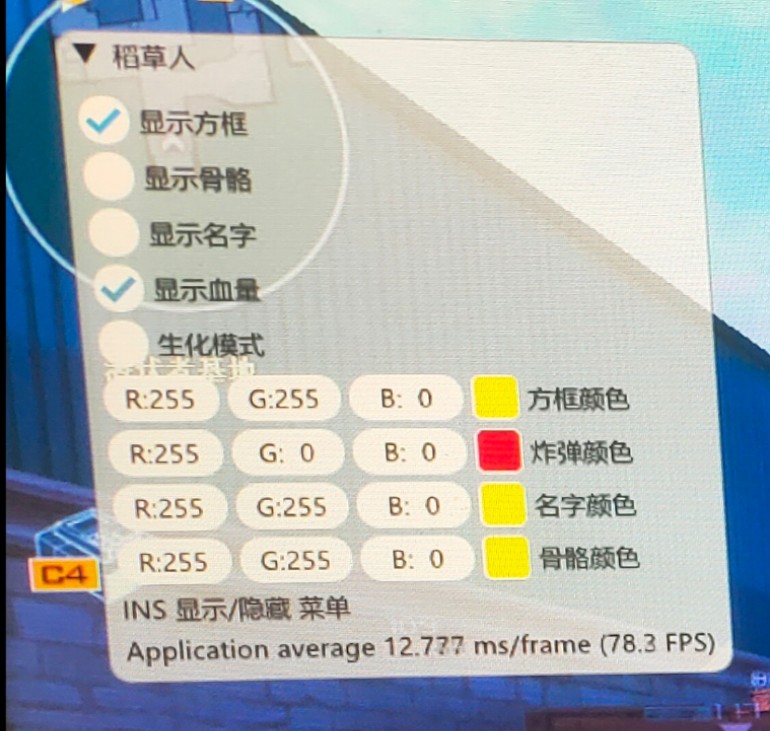 稻草人
显示方框
显示骨骼
显示名字
显示血量
生化模式
R:255 G:255 B: 0 方框颜色
R:255 G: 0 B: 0 炸弹颜色
R:255 G:255 B: 0 名字颜色
R:255 G:255 B: 0 骨骼颜色
C4
INS 显示/隐藏 菜单
Application average 12.777 ms/frame (78.3 FPS)